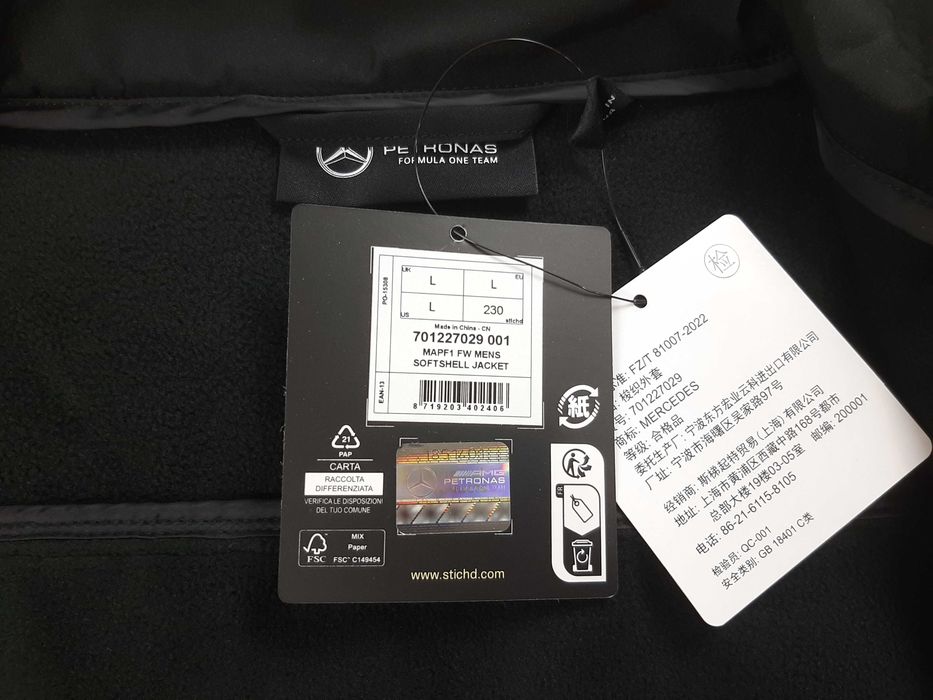 PETRONAS
FORMULA ONE TEAM
IN
PO-15308
UK
L
L
EU
L
230
US
stichd
Made in China - CN
701227029 001
MAPF1 FW MENS
SOFTSHELL JACKET
EAN-13
8 719203 402406
紙
21
PAP
CARTA
RACCOLTA
DIFFERENZIATA
VERIFICA LE DISPOSIZIONI
DEL TUO COMUNE
AMG
PETRONAS
FORMULA ONE TEAM
FR
FSC
MIX
Paper
FSC® C149454
www.stichd.com
检
准: FZ/T 81007-2022
: 梭织外套
号: 701227029
商标: MERCEDES
等级: 合格品
委托生产厂: 宁波东方宏业云科进出口有限公司
厂址: 宁波市海曙区吴家路97号
经销商: 斯梯起特贸易(上海)有限公司
地址: 上海市黄浦区西藏中路168号都市
总部大楼19楼03-05室 邮编: 200001
电话: 86-21-6115-8105
检验员: QC-001
安全类别: GB 18401 C类